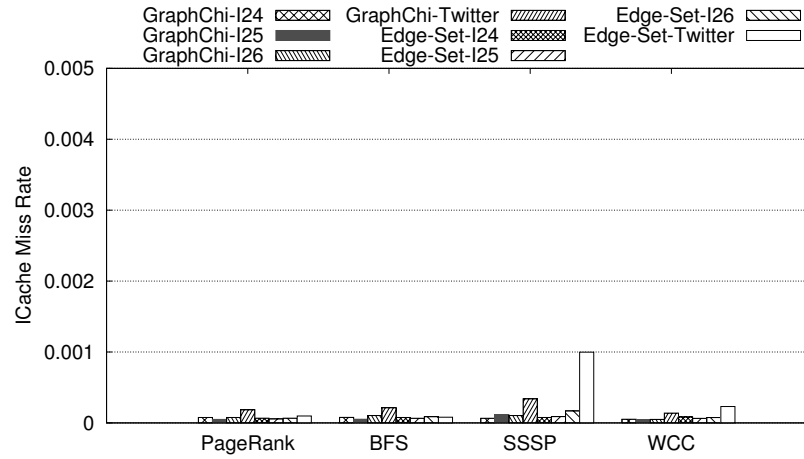 GraphChi-I24 GraphChi-Twitter Edge-Set-I26
GraphChi-I25 Edge-Set-I24 Edge-Set-Twitter
GraphChi-I26 Edge-Set-I25
0.005
0.004
0.003
0.002
0.001
0
ICache Miss Rate
PageRank BFS SSSP WCC